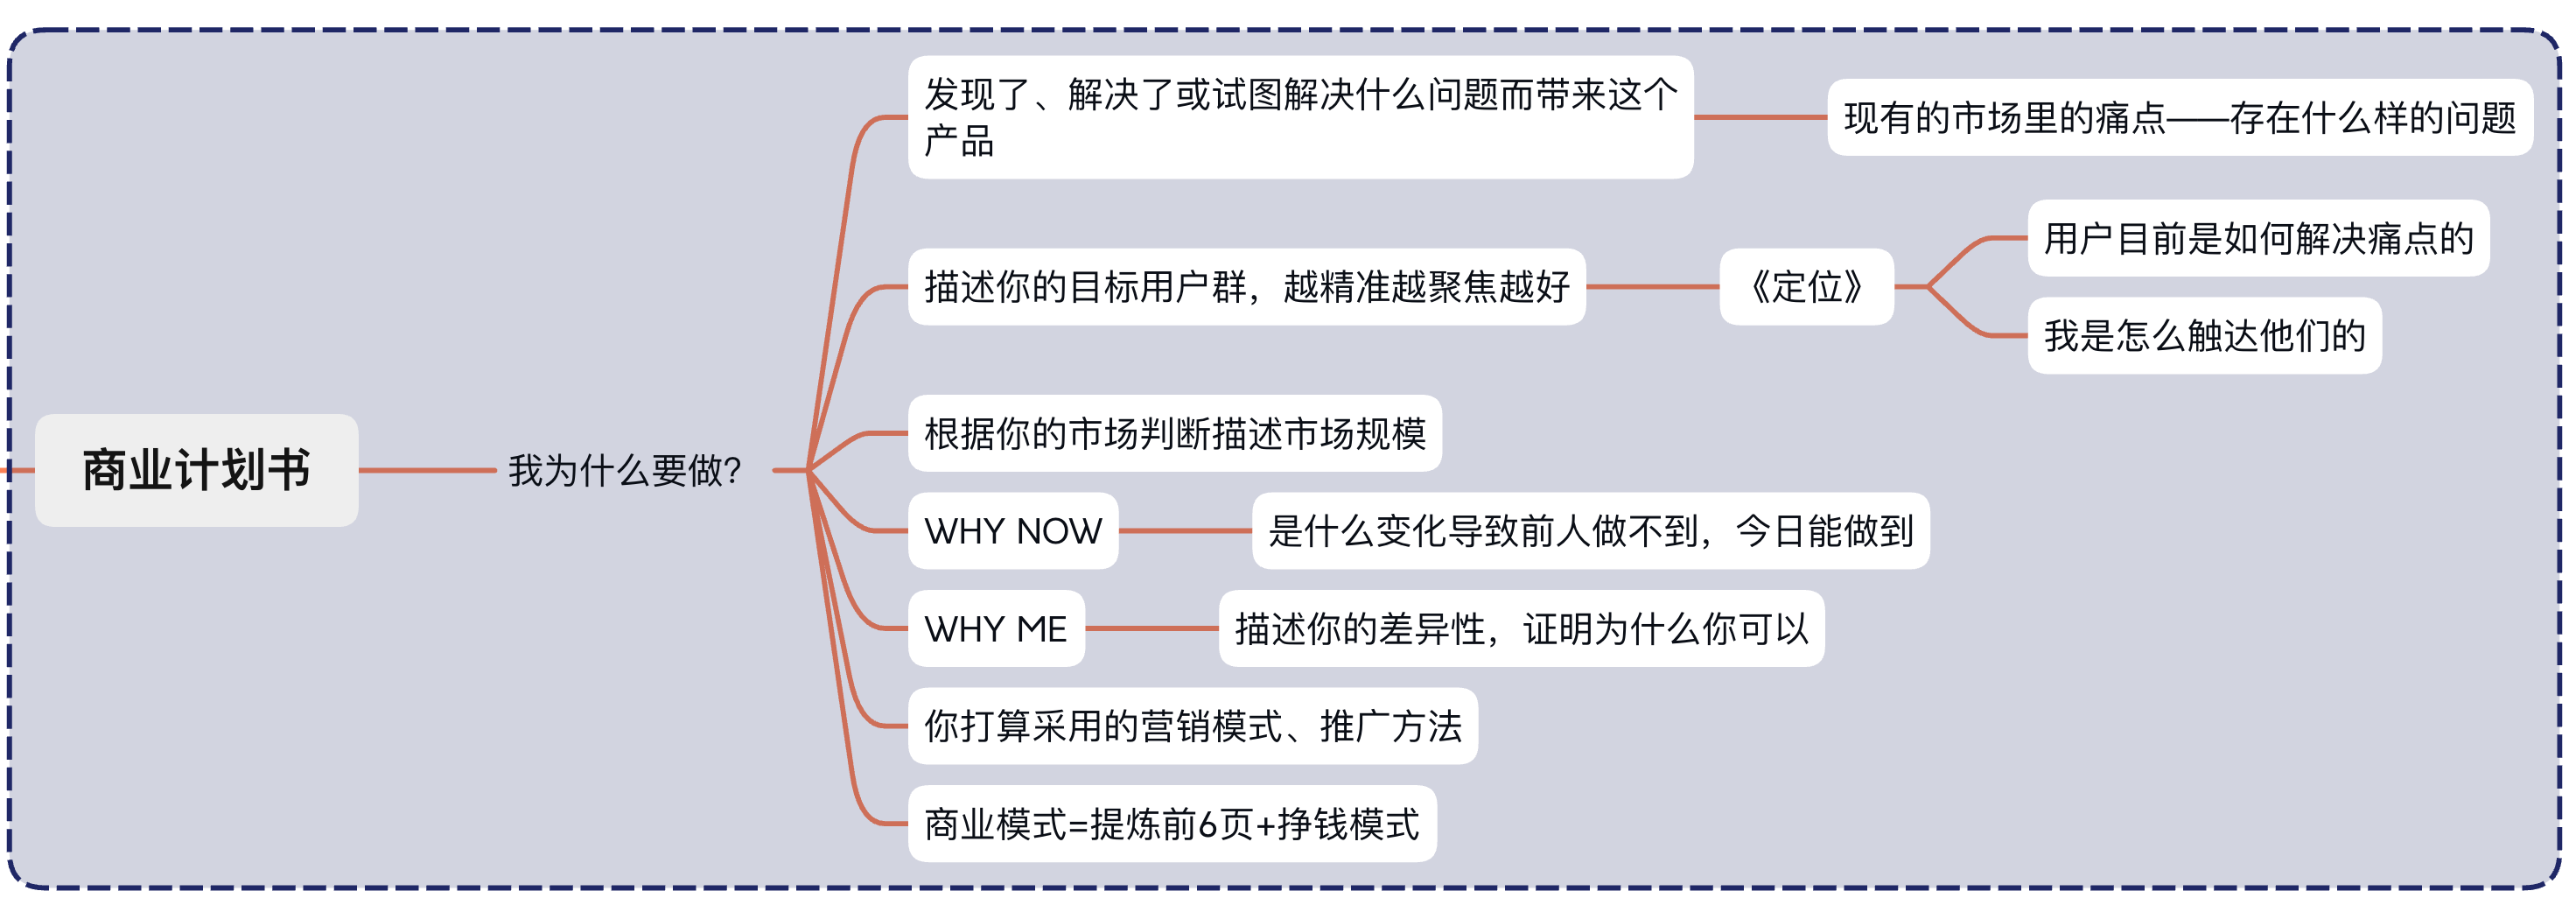 商业计划书
我为什么要做?
发现了、解决了或试图解决什么问题而带来这个
产品
现有的市场里的痛点——存在什么样的问题
描述你的目标用户群，越精准越聚焦越好
《定位》
用户目前是如何解决痛点的
我是怎么触达他们的
根据你的市场判断描述市场规模
WHY NOW
是什么变化导致前人做不到，今日能做到
WHY ME
描述你的差异性，证明为什么你可以
你打算采用的营销模式、推广方法
商业模式=提炼前6页+挣钱模式